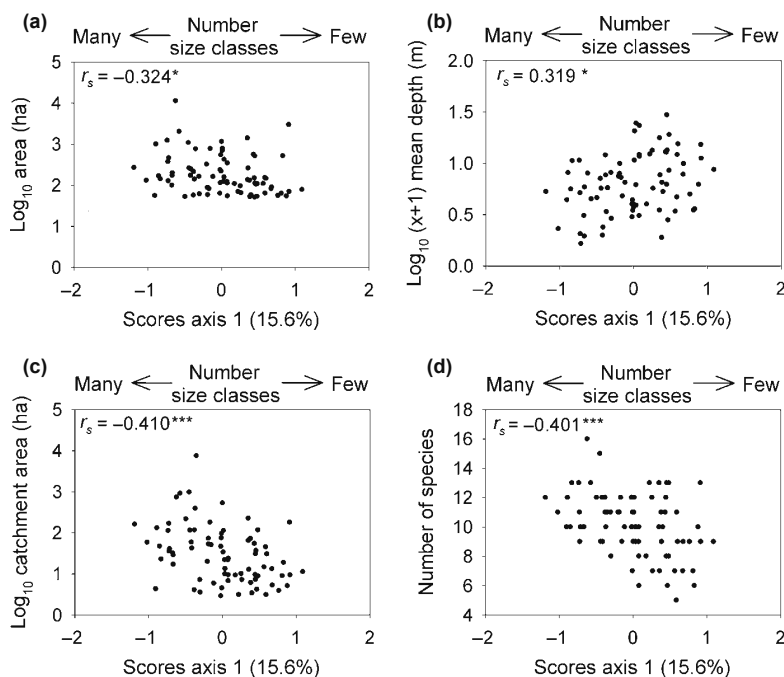 (a)
Many ← Number size classes → Few
r_s = –0.324*
Log10 area (ha)
5
4
3
2
1
0
–2 –1 0 1 2
Scores axis 1 (15.6%)
(b)
Many ← Number size classes → Few
r_s = 0.319 *
Log10 (x+1) mean depth (m)
2.0
1.5
1.0
0.5
0.0
–2 –1 0 1 2
Scores axis 1 (15.6%)
(c)
Many ← Number size classes → Few
r_s = –0.410***
Log10 catchment area (ha)
5
4
3
2
1
0
–2 –1 0 1 2
Scores axis 1 (15.6%)
(d)
Many ← Number size classes → Few
r_s = –0.401***
Number of species
18
16
14
12
10
8
6
4
–2 –1 0 1 2
Scores axis 1 (15.6%)